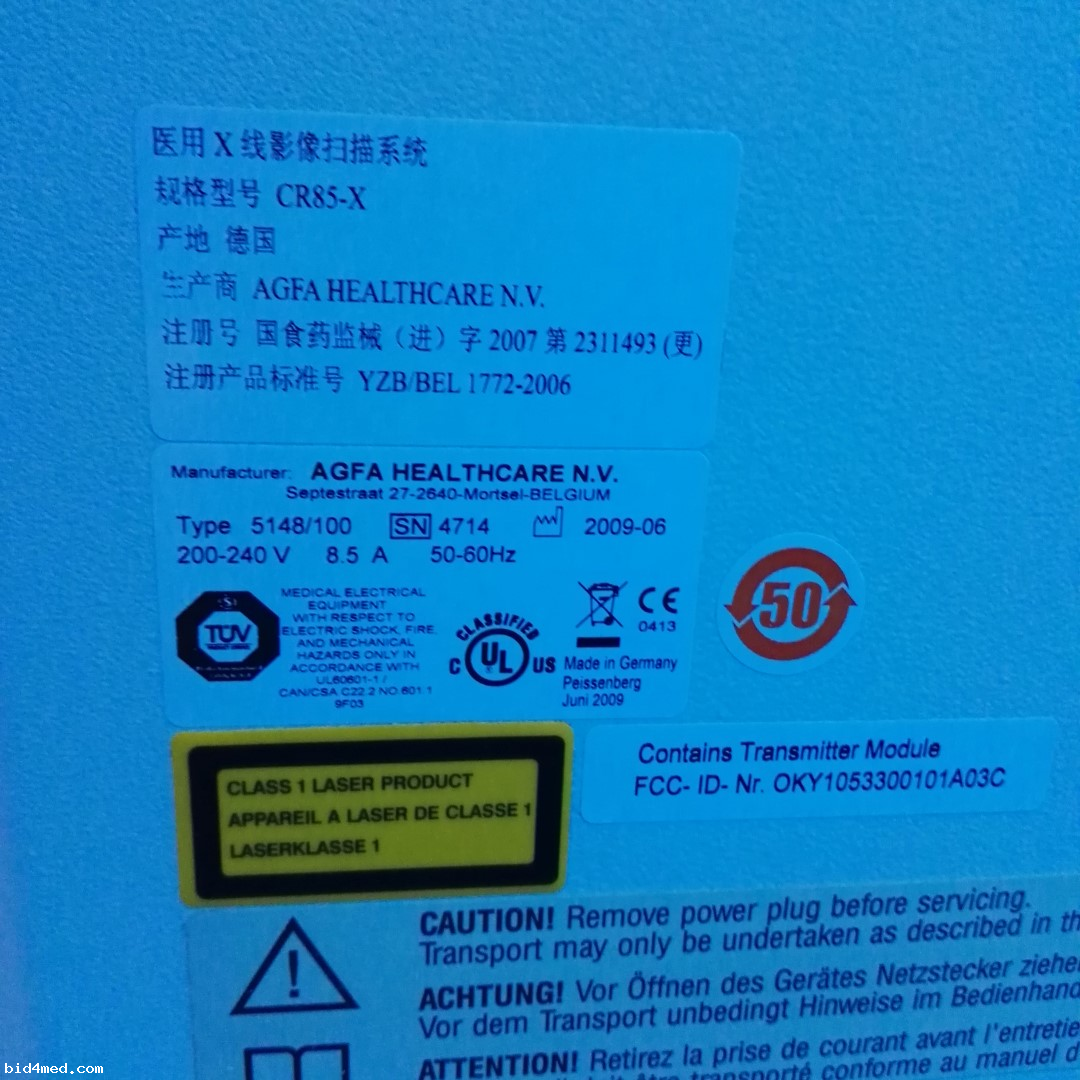 医用 X 线影像扫描系统
规格型号 CR85-X
产地 德国
生产商 AGFA HEALTHCARE N.V.
注册号 国食药监械（进）字 2007 第 2311493 (更)
注册产品标准号 YZB/BEL 1772-2006
Manufacturer: AGFA HEALTHCARE N.V.
Septestraat 27-2640-Mortsel-BELGIUM
Type 5148/100 SN 4714 2009-06
200-240 V 8.5 A 50-60Hz
TÜV
MEDICAL ELECTRICAL
EQUIPMENT
WITH RESPECT TO
ELECTRIC SHOCK, FIRE,
AND MECHANICAL
HAZARDS ONLY IN
ACCORDANCE WITH
UL60601-1 /
CAN/CSA C22.2 NO.601.1
9F03
CLASSIFIED
C UL US
CE
0413
Made in Germany
Peissenberg
Juni 2009
50
CLASS 1 LASER PRODUCT
APPAREIL A LASER DE CLASSE 1
LASERKLASSE 1
Contains Transmitter Module
FCC- ID- Nr. OKY1053300101A03C
CAUTION! Remove power plug before servicing.
Transport may only be undertaken as described in th
ACHTUNG! Vor Öffnen des Gerätes Netzstecker ziehe
Vor dem Transport unbedingt Hinweise im Bedienhand
ATTENTION! Retirez la prise de courant avant l'entretie
être transporté conforme au manuel d
bid4med.com